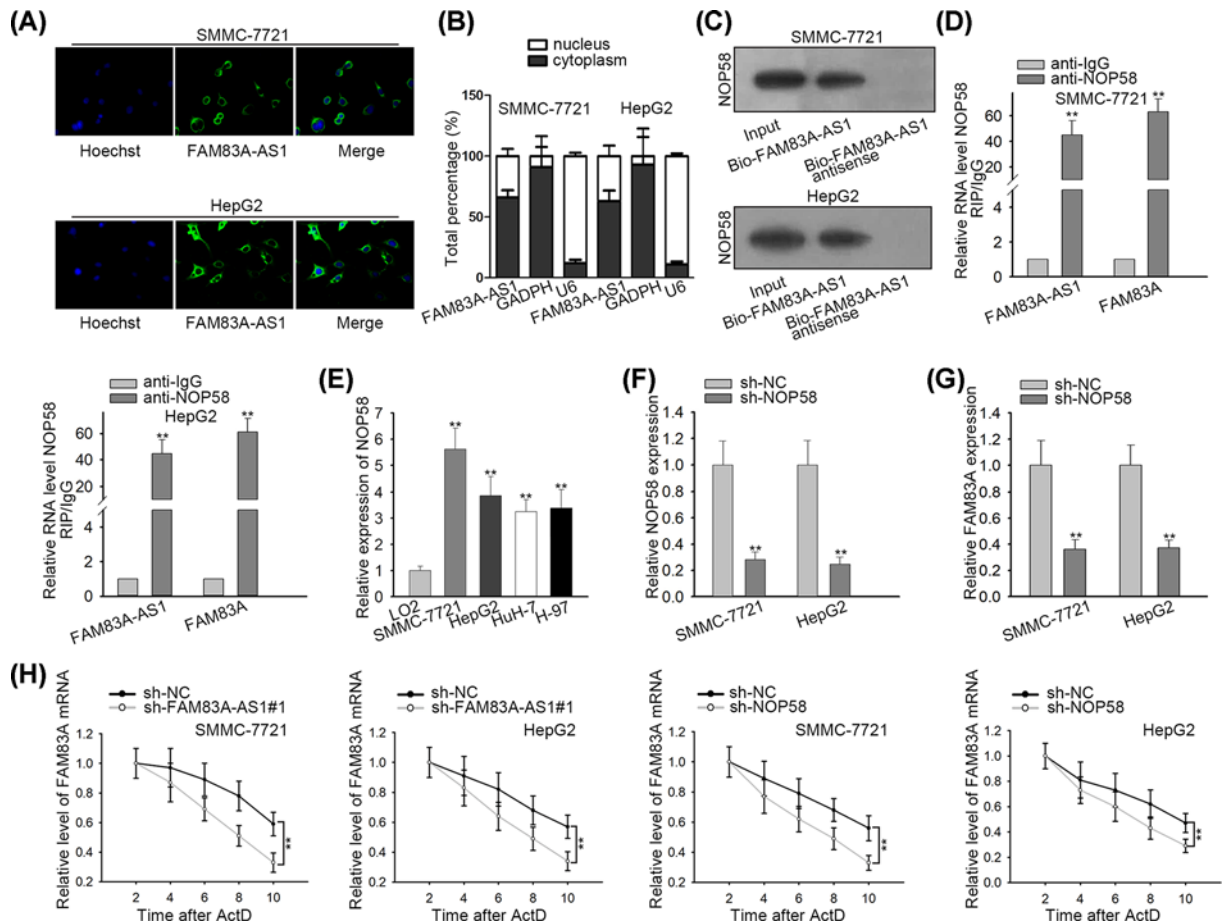 (A)
SMMC-7721
Hoechst FAM83A-AS1 Merge
HepG2
Hoechst FAM83A-AS1 Merge
(B)
nucleus
cytoplasm
SMMC-7721 HepG2
Total percentage (%)
150
100
50
0
FAM83A-AS1 GADPH U6 FAM83A-AS1 GADPH U6
(C)
SMMC-7721
NOP58
Input Bio-FAM83A-AS1 Bio-FAM83A-AS1 antisense
HepG2
NOP58
Input Bio-FAM83A-AS1 Bio-FAM83A-AS1 antisense
(D)
anti-IgG
anti-NOP58
SMMC-7721
Relative RNA level NOP58
RIP/IgG
60
40
20
4
2
0
** **
FAM83A-AS1 FAM83A
anti-IgG
anti-NOP58
HepG2
Relative RNA level NOP58
RIP/IgG
60
40
20
4
2
0
** **
FAM83A-AS1 FAM83A
(E)
Relative expression of NOP58
7
6
5
4
3
2
1
0
** ** ** **
LO2 SMMC-7721 HepG2 HuH-7 H-97
(F)
sh-NC
sh-NOP58
Relative NOP58 expression
1.4
1.2
1.0
0.8
0.6
0.4
0.2
0.0
** **
SMMC-7721 HepG2
(G)
sh-NC
sh-NOP58
Relative FAM83A expression
1.4
1.2
1.0
0.8
0.6
0.4
0.2
0.0
** **
SMMC-7721 HepG2
(H)
sh-NC
sh-FAM83A-AS1#1
SMMC-7721
Relative level of FAM83A mRNA
1.2
1.0
0.8
0.6
0.4
0.2
**
2 4 6 8 10
Time after ActD
sh-NC
sh-FAM83A-AS1#1
HepG2
Relative level of FAM83A mRNA
1.2
1.0
0.8
0.6
0.4
0.2
**
2 4 6 8 10
Time after ActD
sh-NC
sh-NOP58
SMMC-7721
Relative level of FAM83A mRNA
1.2
1.0
0.8
0.6
0.4
0.2
**
2 4 6 8 10
Time after ActD
sh-NC
sh-NOP58
HepG2
Relative level of FAM83A mRNA
1.2
1.0
0.8
0.6
0.4
0.2
0.0
**
2 4 6 8 10
Time after ActD